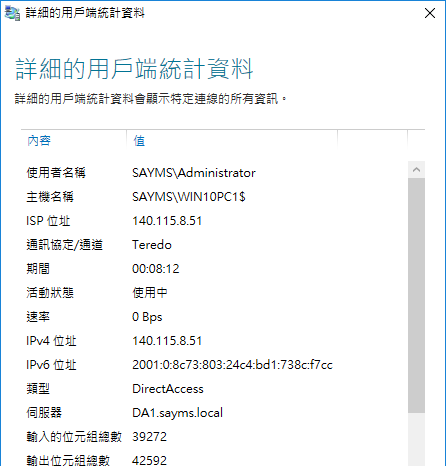 詳細的用戶端統計資料
詳細的用戶端統計資料
詳細的用戶端統計資料會顯示特定連線的所有資訊。
內容 值
使用者名稱 SAYMS\Administrator
主機名稱 SAYMS\WIN10PC1$
ISP 位址 140.115.8.51
通訊協定/通道 Teredo
期間 00:08:12
活動狀態 使用中
速率 0 Bps
IPv4 位址 140.115.8.51
IPv6 位址 2001:0:8c73:803:24c4:bd1:738c:f7cc
類型 DirectAccess
伺服器 DA1.sayms.local
輸入的位元組總數 39272
輸出位元組總數 42592